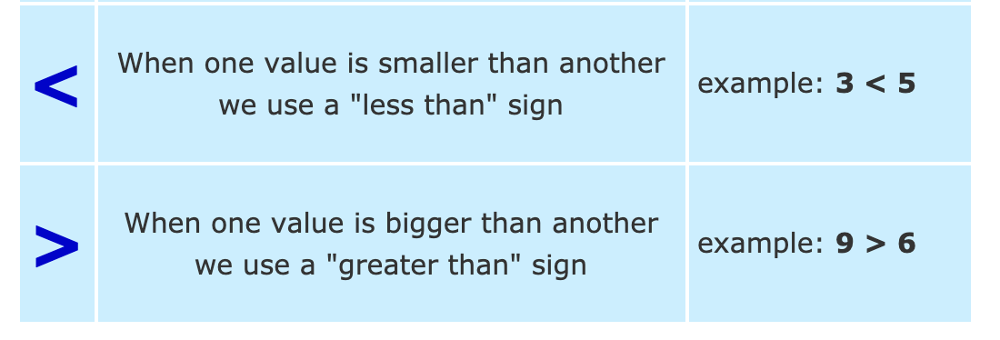 <
When one value is smaller than another
we use a "less than" sign
example: 3 < 5
>
When one value is bigger than another
we use a "greater than" sign
example: 9 > 6